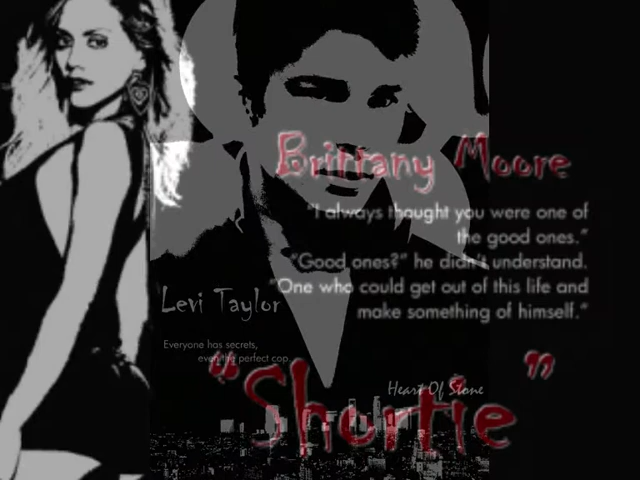 Brittany Moore
"I always thought you were one of
the good ones."
"Good ones?" he didn't understand.
"One who could get out of this life and
make something of himself."
Levi Taylor
Everyone has secrets,
even the perfect cop.
Heart Of Stone
"Shortie"